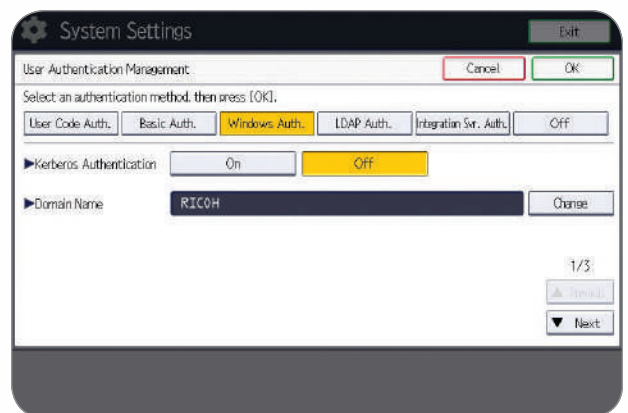 System Settings Exit
User Authentication Management Cancel OK
Select an authentication method, then press [OK].
User Code Auth. Basic Auth. Windows Auth. LDAP Auth. Integration Svr. Auth. Off
▶Kerberos Authentication On Off
▶Domain Name RICOH Change
1/3
▼ Next